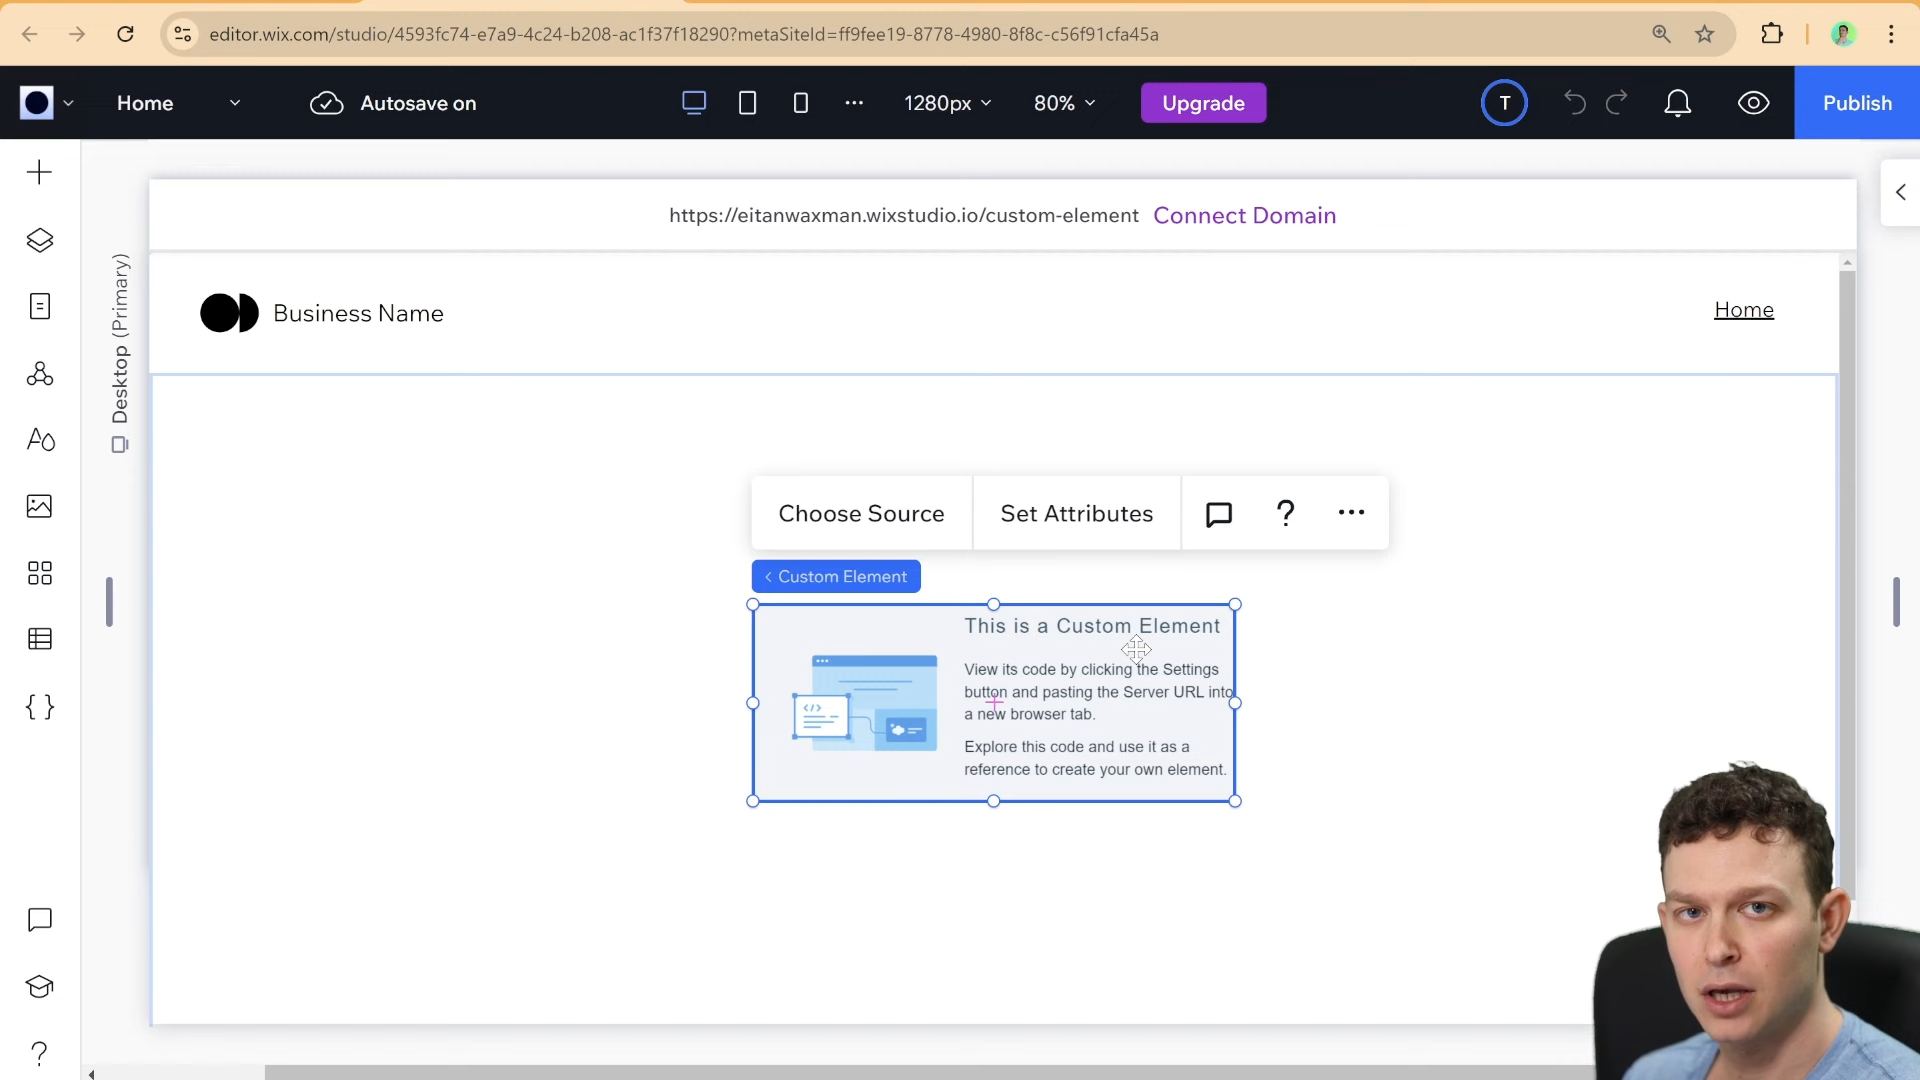 editor.wix.com/studio/4593fc74-e7a9-4c24-b208-ac1f37f18290?metaSiteId=ff9fee19-8778-4980-8f8c-c56f91cfa45a
Home
Autosave on
1280px
80%
Upgrade
T
Publish
https://eitanwaxman.wixstudio.io/custom-element Connect Domain
Desktop (Primary)
Business Name
Home
Choose Source
Set Attributes
?
Custom Element
This is a Custom Element
View its code by clicking the Settings
button and pasting the Server URL into
a new browser tab.
Explore this code and use it as a
reference to create your own element.
?